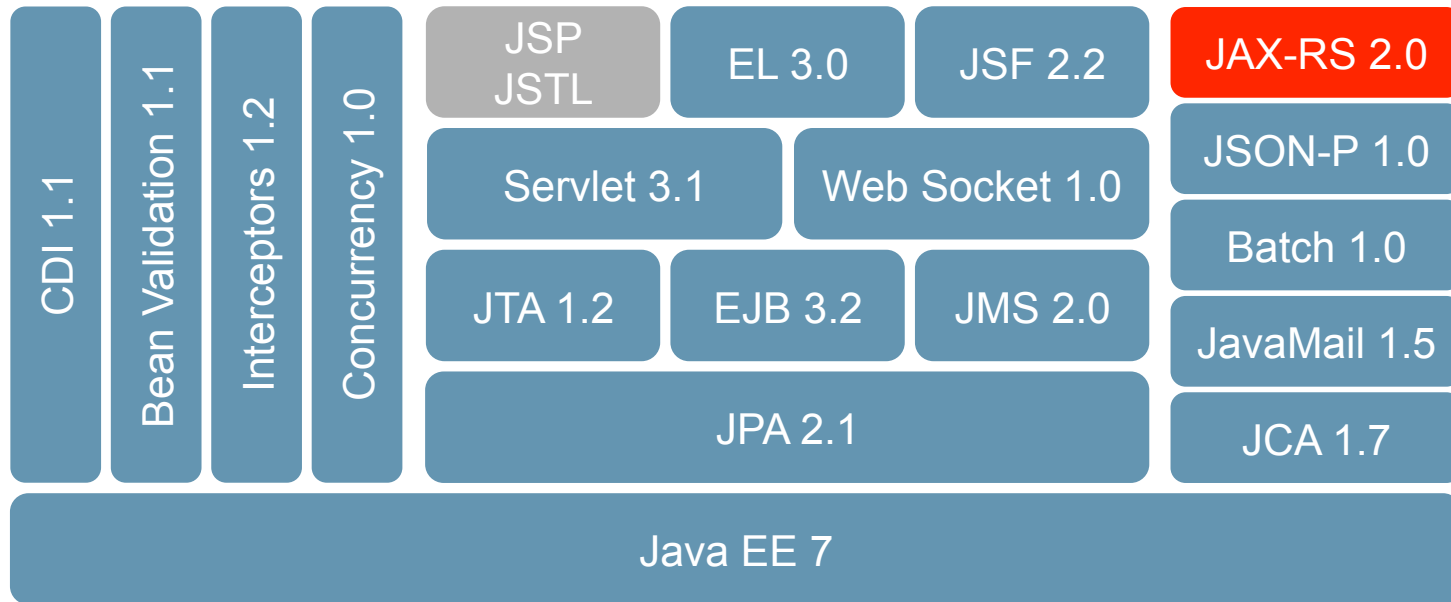 CDI 1.1
Bean Validation 1.1
Interceptors 1.2
Concurrency 1.0
JSP
JSTL
EL 3.0
JSF 2.2
Servlet 3.1
Web Socket 1.0
JTA 1.2
EJB 3.2
JMS 2.0
JPA 2.1
JAX-RS 2.0
JSON-P 1.0
Batch 1.0
JavaMail 1.5
JCA 1.7
Java EE 7